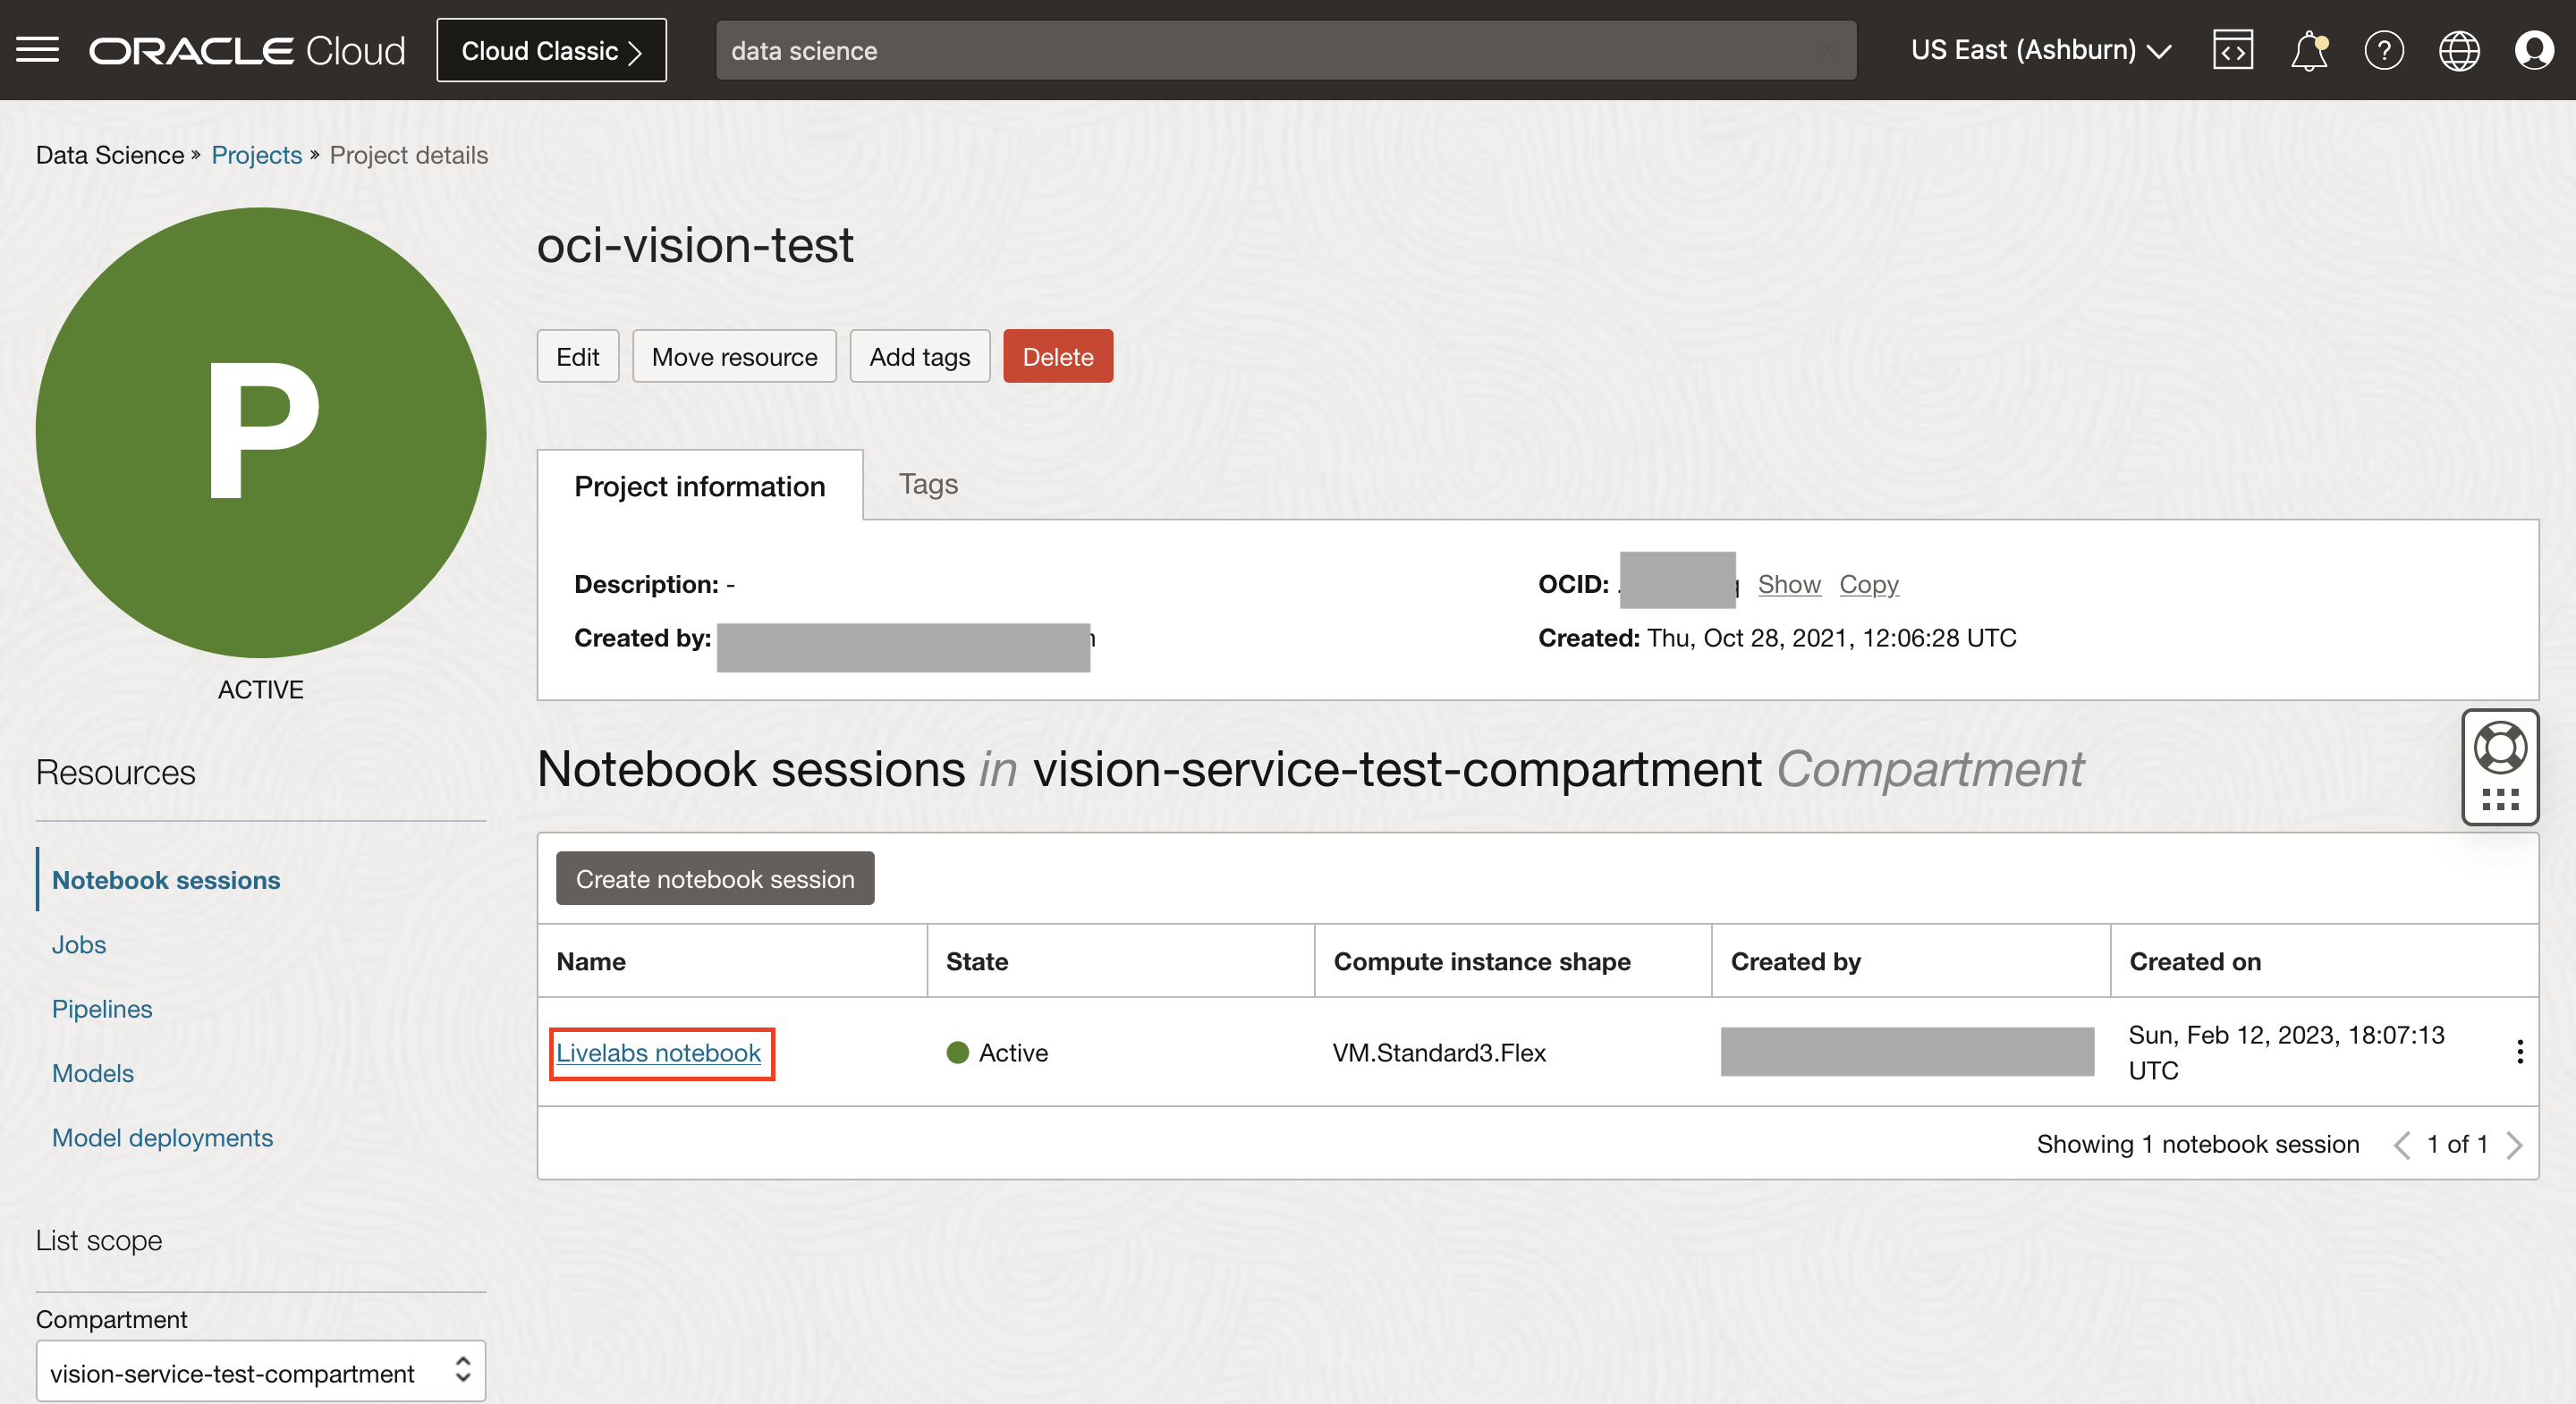 ORACLE Cloud
Cloud Classic
data science
US East (Ashburn)
Data Science » Projects » Project details
P
ACTIVE
oci-vision-test
Edit
Move resource
Add tags
Delete
Project information
Tags
Description: -
Created by:
OCID: Show Copy
Created: Thu, Oct 28, 2021, 12:06:28 UTC
Resources
Notebook sessions
Jobs
Pipelines
Models
Model deployments
List scope
Compartment
vision-service-test-compartment
Notebook sessions in vision-service-test-compartment Compartment
Create notebook session
Name State Compute instance shape Created by Created on
Livelabs notebook Active VM.Standard3.Flex Sun, Feb 12, 2023, 18:07:13
UTC
Showing 1 notebook session 1 of 1